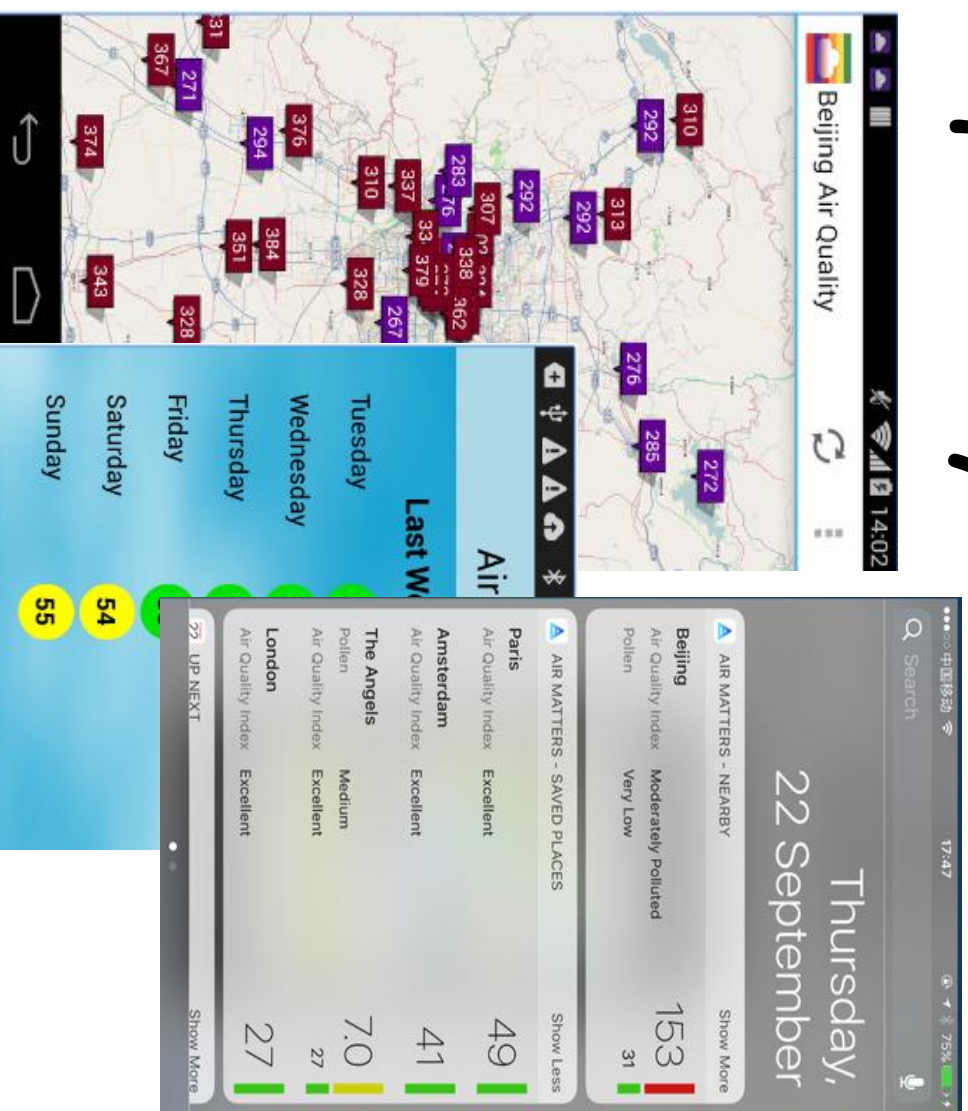 14:02
Beijing Air Quality
310
292
313
292
276
285
272
292
307
283
76
338
362
337
33
379
310
328
267
376
384
294
351
271
328
367
31
374
343
Air
Last We
Tuesday
Wednesday
Thursday
Friday
Saturday 54
Sunday 55
中国移动 17:47 75%
Search
Thursday,
22 September
AIR MATTERS - NEARBY Show More
Beijing
Air Quality Index Moderately Polluted 153
Pollen Very Low 31
AIR MATTERS - SAVED PLACES Show Less
Paris
Air Quality Index Excellent 49
Amsterdam
Air Quality Index Excellent 41
The Angels
Pollen Medium 7.0
Air Quality Index Excellent 27
London
Air Quality Index Excellent 27
22 UP NEXT Show More